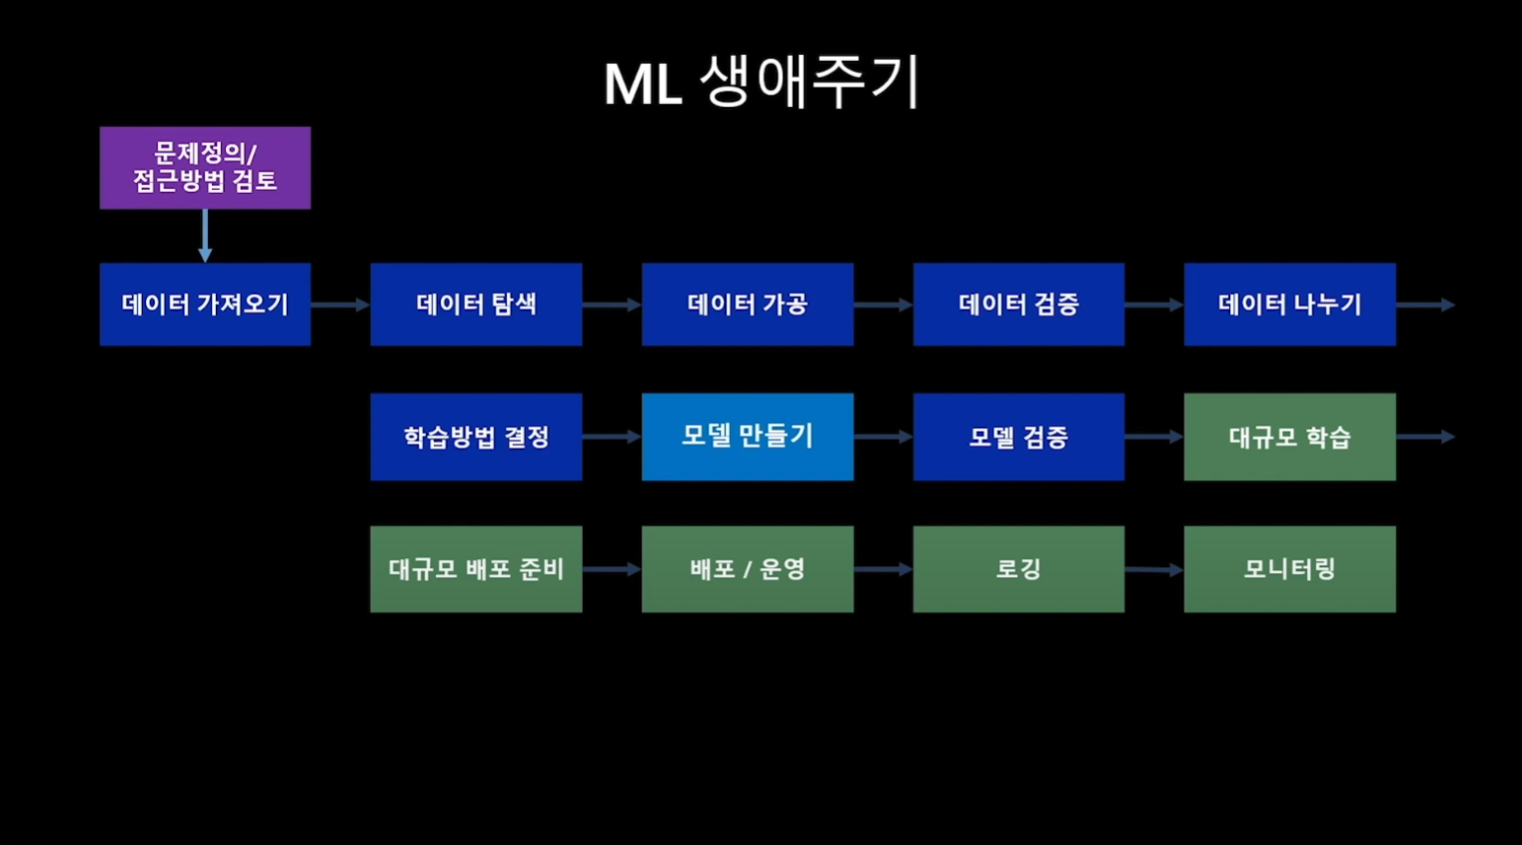 ML 생애주기
문제정의/
접근방법 검토
데이터 가져오기
데이터 탐색
데이터 가공
데이터 검증
데이터 나누기
학습방법 결정
모델 만들기
모델 검증
대규모 학습
대규모 배포 준비
배포 / 운영
로깅
모니터링